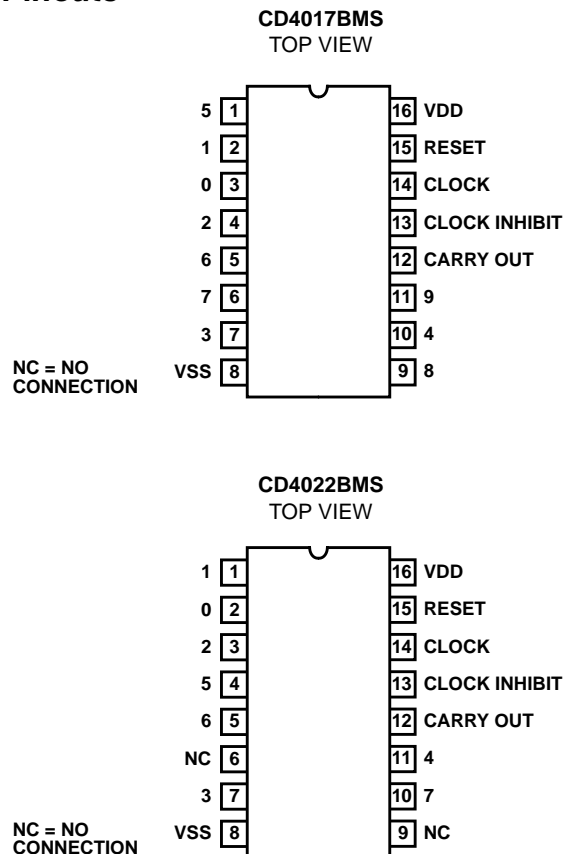 CD4017BMS
TOP VIEW
5 1 16 VDD
1 2 15 RESET
0 3 14 CLOCK
2 4 13 CLOCK INHIBIT
6 5 12 CARRY OUT
7 6 11 9
3 7 10 4
NC = NO
CONNECTION
VSS 8 9 8
CD4022BMS
TOP VIEW
1 1 16 VDD
0 2 15 RESET
2 3 14 CLOCK
5 4 13 CLOCK INHIBIT
6 5 12 CARRY OUT
NC 6 11 4
3 7 10 7
NC = NO
CONNECTION
VSS 8 9 NC